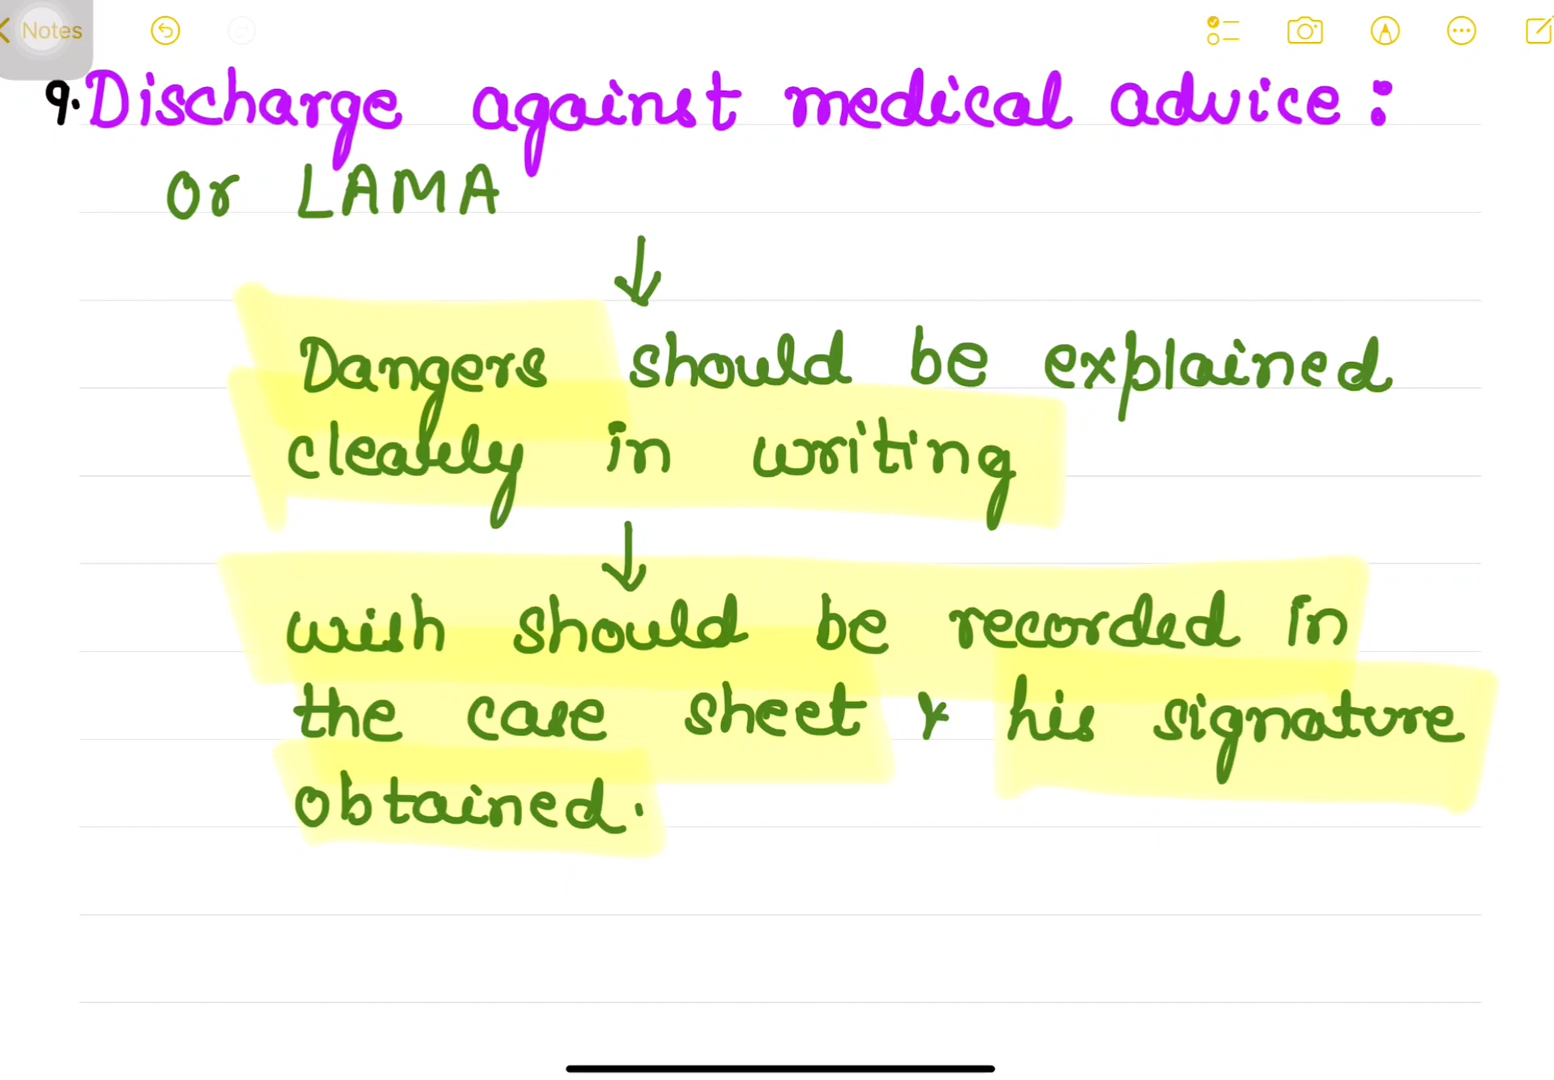 Notes
9. Discharge against medical advice :
or LAMA
↓
Dangers should be explained
clearly in writing
↓
wish should be recorded in
the case sheet & his signature
obtained.